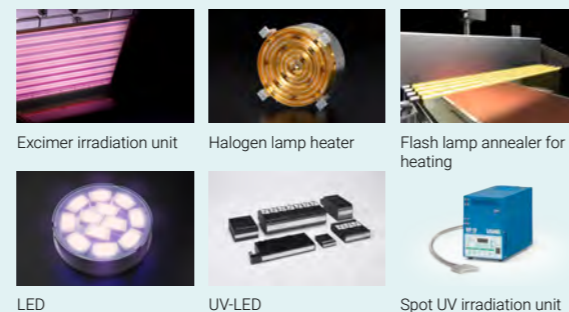 Excimer irradiation unit
Halogen lamp heater
Flash lamp annealer for
heating
LED
UV-LED
Spot UV irradiation unit